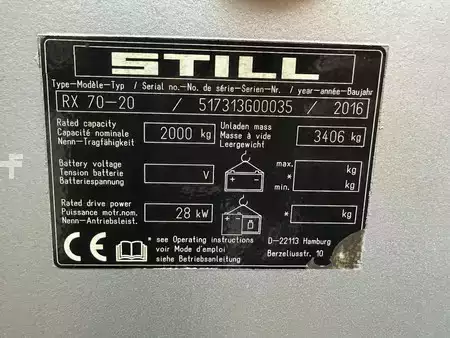 STILL
Type-Modèle-Typ / Serial no.-No. de série-Serien-Nr. / year-année-Baujahr
RX 70-20 / 517313G00035 / 2016
Rated capacity
Capacité nominale
Nenn-Tragfähigkeit
2000 kg
Unladen mass
Masse à vide
Leergewicht
3406 kg
Battery voltage
Tension batterie
Batteriespannung
V
max.
*
min.
kg
kg
Rated drive power
Puissance motr.nom.
Nenn-Antriebsleist.
28 kW
* kg
CE
* see Operating instructions
voir Mode d'emploi
siehe Betriebsanleitung
D-22113 Hamburg
Berzeliusstr. 10